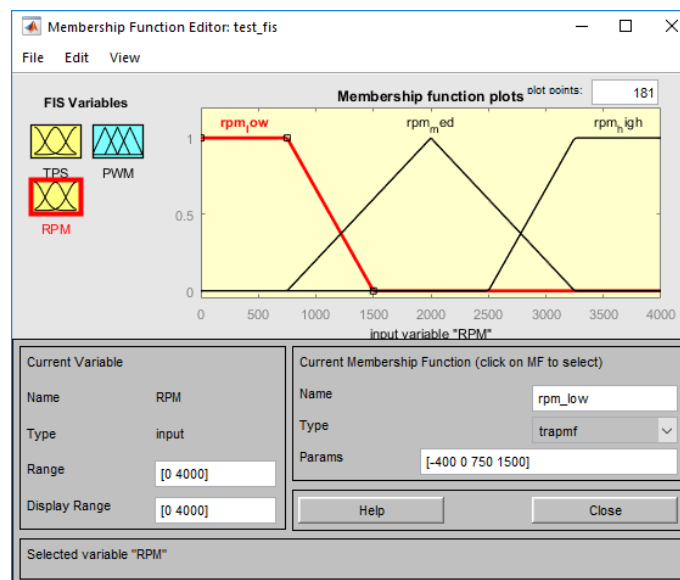 Membership Function Editor: test_fis
File Edit View
FIS Variables
TPS PWM
RPM
Membership function plots plot points: 181
rpm_low rpm_med rpm_high
1
0.5
0
0 500 1000 1500 2000 2500 3000 3500 4000
input variable "RPM"
Current Variable
Name RPM
Type input
Range [0 4000]
Display Range [0 4000]
Current Membership Function (click on MF to select)
Name rpm_low
Type trapmf
Params [-400 0 750 1500]
Help Close
Selected variable "RPM"